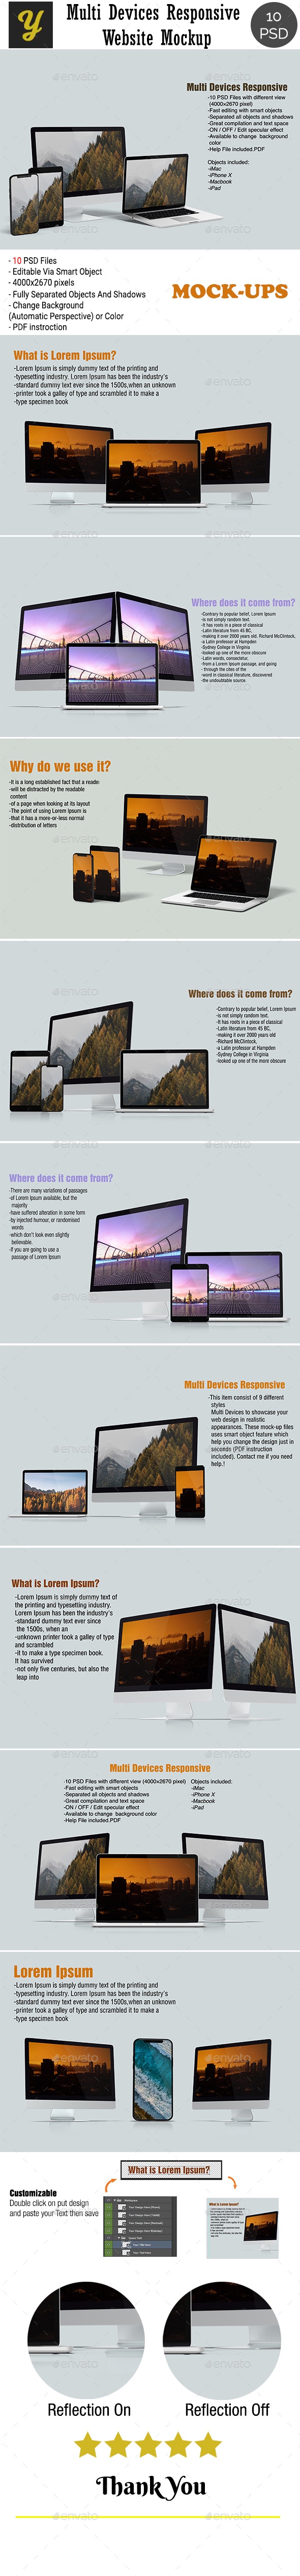 y
Multi Devices Responsive
Website Mockup
10
PSD
Multi Devices Responsive
-10 PSD Files with different view
(4000x2670 pixel)
-Fast editing with smart objects
-Separated all objects and shadows
-Great compilation and text space
-ON / OFF / Edit specular effect
-Available to change background
color
-Help File included.PDF
Objects included:
-iMac
-iPhone X
-Macbook
-iPad
- 10 PSD Files
- Editable Via Smart Object
- 4000x2670 pixels
- Fully Separated Objects And Shadows
- Change Background
(Automatic Perspective) or Color
- PDF instroction
MOCK-UPS
What is Lorem Ipsum?
-Lorem Ipsum is simply dummy text of the printing and
-typesetting industry. Lorem Ipsum has been the industry's
-standard dummy text ever since the 1500s,when an unknown
-printer took a galley of type and scrambled it to make a
-type specimen book
Where does it come from?
-Contrary to popular belief, Lorem Ipsum
-is not simply random text.
-It has roots in a piece of classical
-Latin literature from 45 BC,
-making it over 2000 years old. Richard McClintock,
-a Latin professor at Hampden
-Sydney College in Virginia
-looked up one of the more obscure
-Latin words, consectetur,
-from a Lorem Ipsum passage, and going
- through the cites of the
-word in classical literature, discovered
-the undoubtable source.
Why do we use it?
-It is a long established fact that a reade:
-will be distracted by the readable
content
-of a page when looking at its layout
-The point of using Lorem Ipsum is
-that it has a more-or-less normal
-distribution of letters
Where does it come from?
-Contrary to popular belief, Lorem Ipsum
-is not simply random text.
-It has roots in a piece of classical
-Latin literature from 45 BC,
-making it over 2000 years old
-Richard McClintock,
-a Latin professor at Hampden
-Sydney College in Virginia
-looked up one of the more obscure
Where does it come from?
-There are many variations of passages
-of Lorem Ipsum available, but the
majority
-have suffered alteration in some form
-by injected humour, or randomised
words
-which don't look even slightly
believable.
-If you are going to use a
passage of Lorem Ipsum
Multi Devices Responsive
-This item consist of 9 different
styles
Multi Devices to showcase your
web design in realistic
appearances. These mock-up files
uses smart object feature which
help you change the design just in
seconds (PDF instruction
included). Contact me if you need
help.!
What is Lorem Ipsum?
-Lorem Ipsum is simply dummy text of
the printing and typesetting industry.
Lorem Ipsum has been the industry's
-standard dummy text ever since
the 1500s, when an
-unknown printer took a galley of type
and scrambled
-it to make a type specimen book.
It has survived
-not only five centuries, but also the
leap into
Multi Devices Responsive
-10 PSD Files with different view (4000x2670 pixel)
-Fast editing with smart objects
-Separated all objects and shadows
-Great compilation and text space
-ON / OFF / Edit specular effect
-Available to change background color
-Help File included.PDF
Objects included:
-iMac
-iPhone X
-Macbook
-iPad
Lorem Ipsum
-Lorem Ipsum is simply dummy text of the printing and
-typesetting industry. Lorem Ipsum has been the industry's
-standard dummy text ever since the 1500s,when an unknown
-printer took a galley of type and scrambled it to make a
-type specimen book
What is Lorem Ipsum?
Customizable
Double click on put design
and paste your Text then save
What is Lorem Ipsum?
Reflection On
Reflection Off
Thank You
envato